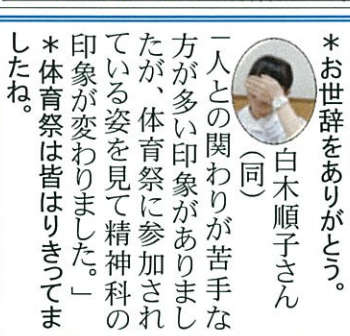 ＊お世辞をありがとう。
白木順子さん
（同）
「人との関わりが苦手な
方が多い印象がありまし
たが、体育祭に参加され
ている姿を見て精神科の
印象が変わりました。」
＊体育祭は皆はりきってま
したね。